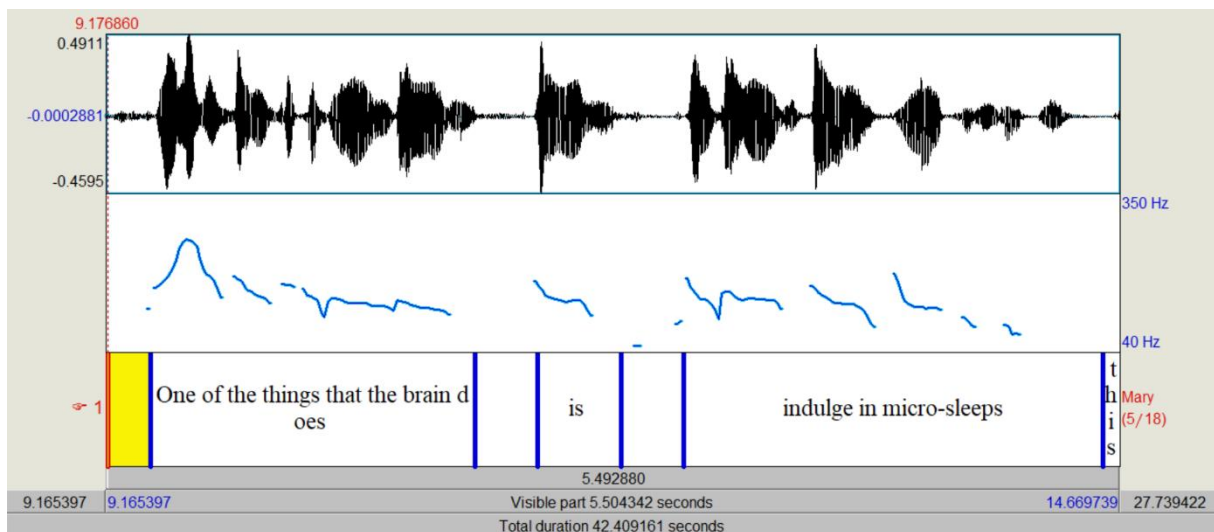 9.176860
0.4911
-0.0002881
-0.4595
350 Hz
40 Hz
One of the things that the brain d
oes
is
indulge in micro-sleeps
t
h
i
s
☞ 1
Mary
(5/18)
5.492880
9.165397 9.165397 Visible part 5.504342 seconds 14.669739 27.739422
Total duration 42.409161 seconds